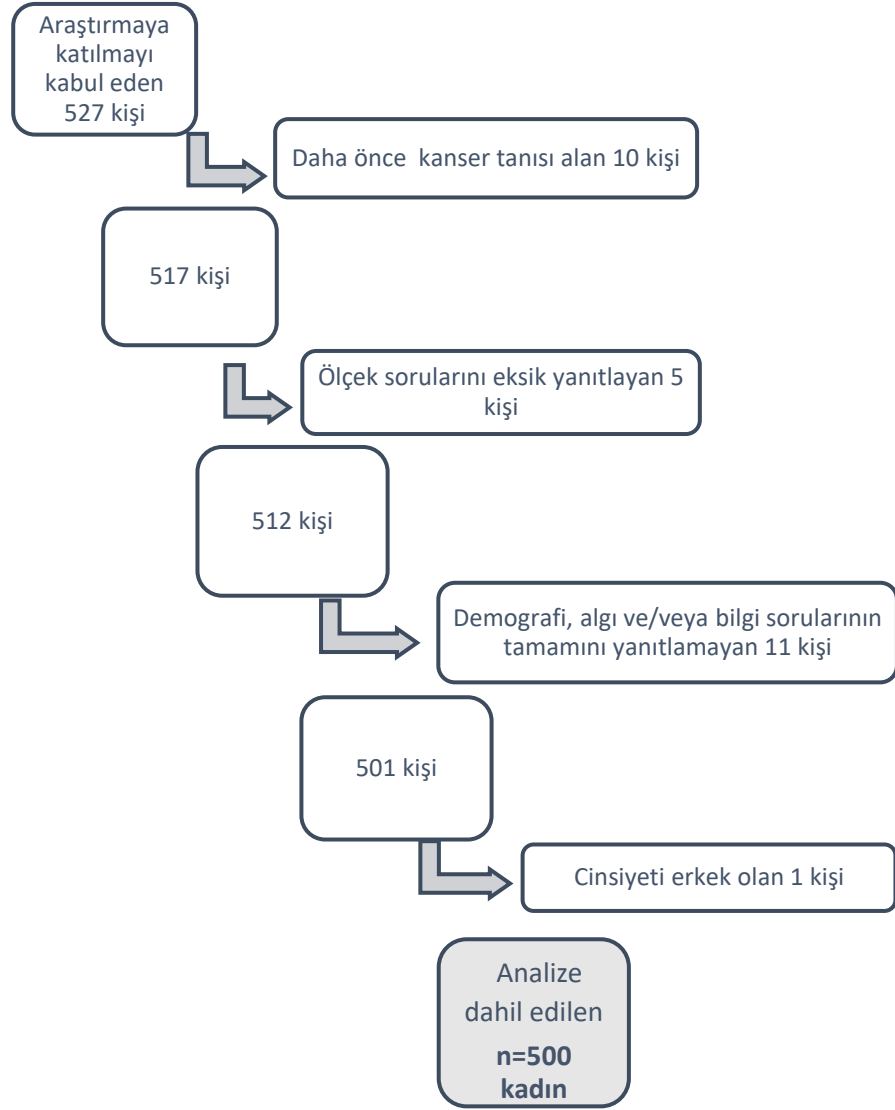 Araştırmaya
katılmayı
kabul eden
527 kişi
Daha önce  kanser tanısı alan 10 kişi
517 kişi
Ölçek sorularını eksik yanıtlayan 5
kişi
512 kişi
Demografi, algı ve/veya bilgi sorularının
tamamını yanıtlamayan 11 kişi
501 kişi
Cinsiyeti erkek olan 1 kişi
Analize
dahil edilen
n=500
kadın